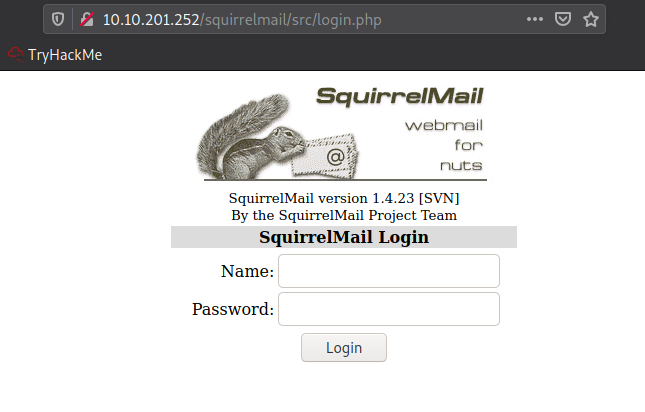 10.10.201.252/squirrelmail/src/login.php
TryHackMe
SquirrelMail
webmail
for
nuts
@
SquirrelMail version 1.4.23 [SVN]
By the SquirrelMail Project Team
SquirrelMail Login
Name:
Password:
Login